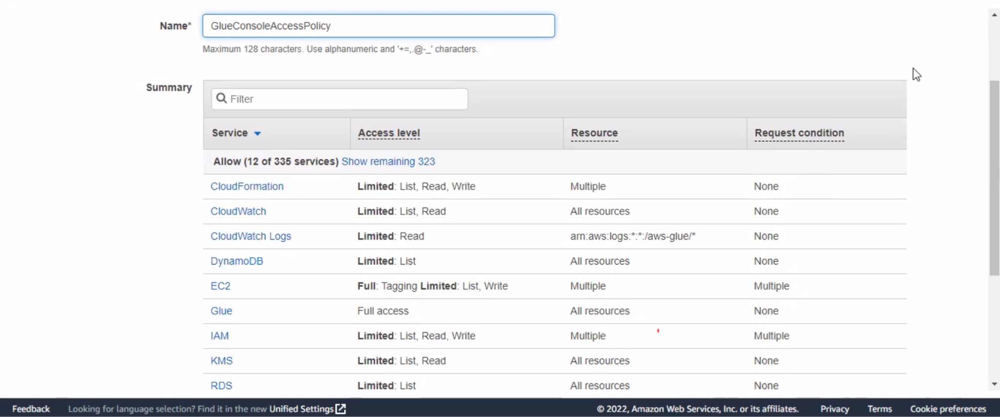 Name* GlueConsoleAccessPolicy
Maximum 128 characters. Use alphanumeric and '+=,.@-_' characters.
Summary
Filter
Service Access level Resource Request condition
Allow (12 of 335 services) Show remaining 323
CloudFormation Limited: List, Read, Write Multiple None
CloudWatch Limited: List, Read All resources None
CloudWatch Logs Limited: Read arn:aws:logs:*:*:/aws-glue/* None
DynamoDB Limited: List All resources None
EC2 Full: Tagging Limited: List, Write Multiple Multiple
Glue Full access All resources None
IAM Limited: List, Read, Write Multiple Multiple
KMS Limited: List, Read All resources None
RDS Limited: List All resources None
Feedback Looking for language selection? Find it in the new Unified Settings © 2022, Amazon Web Services, Inc. or its affiliates. Privacy Terms Cookie preferences